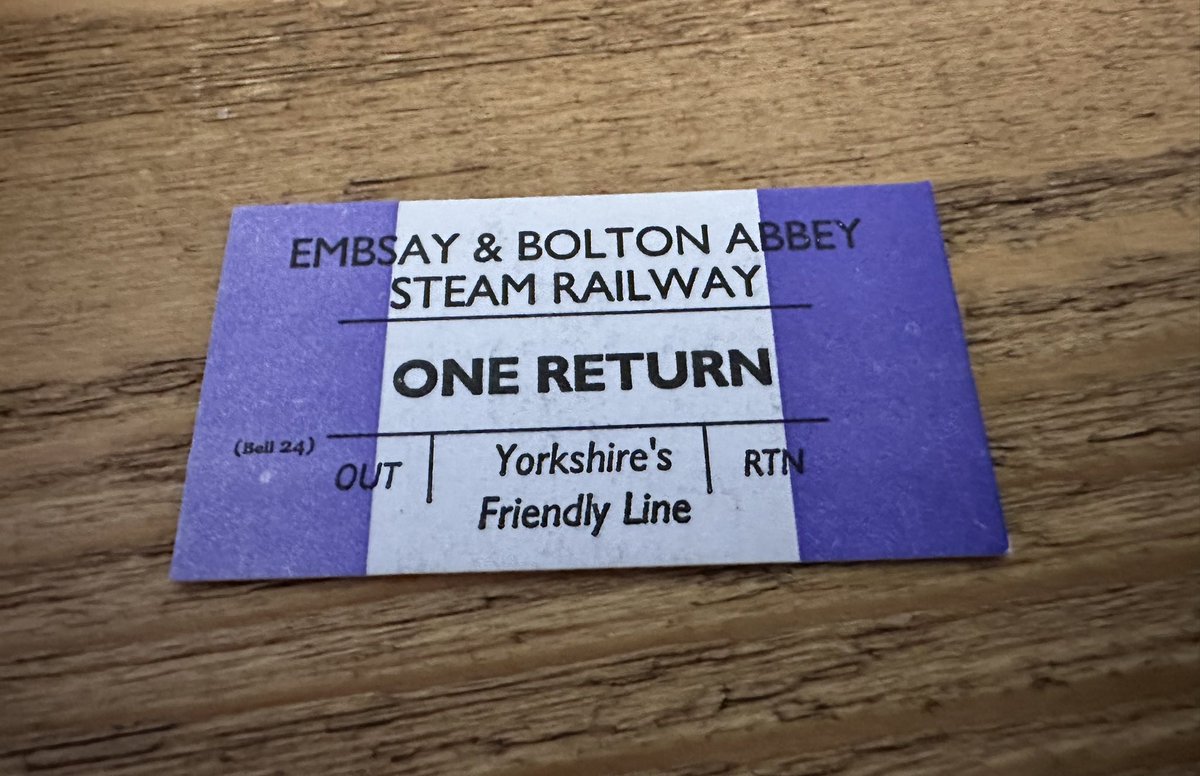 EMBSAY & BOLTON ABBEY
STEAM RAILWAY
ONE RETURN
(Bell 24)
OUT
Yorkshire's
Friendly Line
RTN